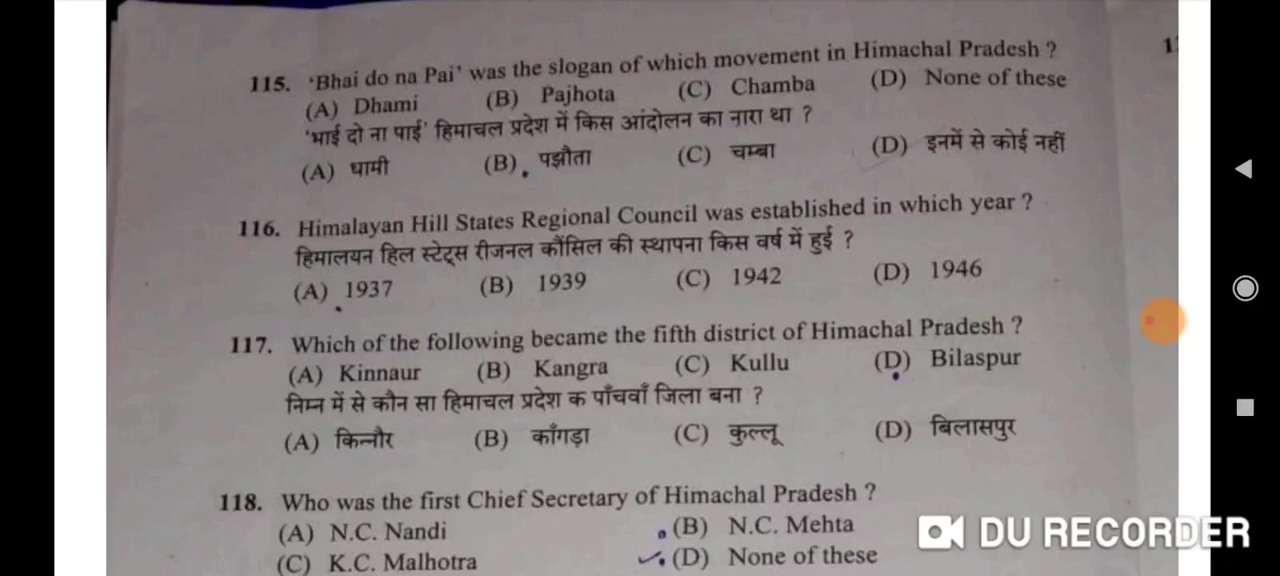 115. 'Bhai do na Pai' was the slogan of which movement in Himachal Pradesh ?
(A) Dhami (B) Pajhota (C) Chamba (D) None of these
'भाई दो ना पाई' हिमाचल प्रदेश में किस आंदोलन का नारा था ?
(A) धामी (B) पझौता (C) चम्बा (D) इनमें से कोई नहीं
116. Himalayan Hill States Regional Council was established in which year ?
हिमालयन हिल स्टेट्स रीजनल कौंसिल की स्थापना किस वर्ष में हुई ?
(A) 1937 (B) 1939 (C) 1942 (D) 1946
117. Which of the following became the fifth district of Himachal Pradesh ?
(A) Kinnaur (B) Kangra (C) Kullu (D) Bilaspur
निम्न में से कौन सा हिमाचल प्रदेश क पाँचवाँ जिला बना ?
(A) किन्नौर (B) काँगड़ा (C) कुल्लू (D) बिलासपुर
118. Who was the first Chief Secretary of Himachal Pradesh ?
(A) N.C. Nandi (B) N.C. Mehta
(C) K.C. Malhotra (D) None of these
DU RECORDER